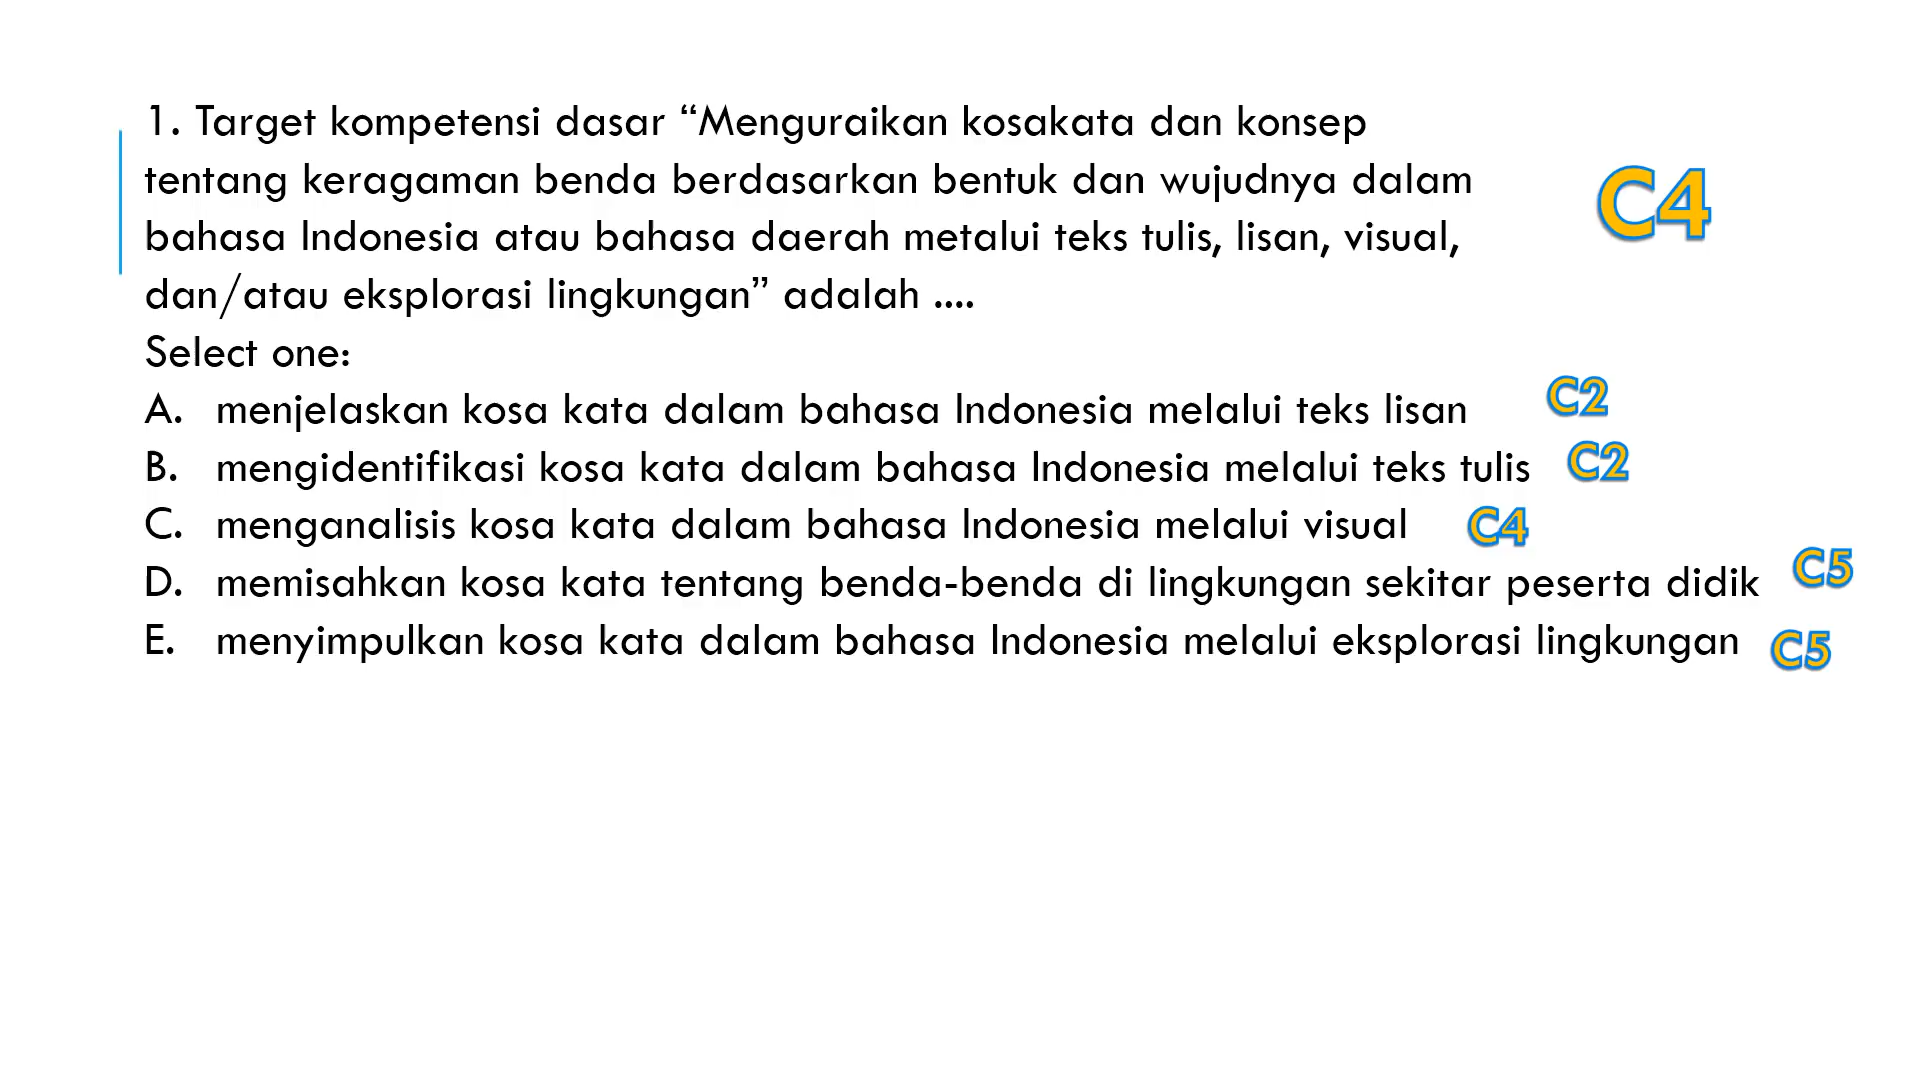 1. Target kompetensi dasar “Menguraikan kosakata dan konsep
tentang keragaman benda berdasarkan bentuk dan wujudnya dalam
bahasa Indonesia atau bahasa daerah metalui teks tulis, lisan, visual,
dan/atau eksplorasi lingkungan” adalah ....
C4
Select one:
A. menjelaskan kosa kata dalam bahasa Indonesia melalui teks lisan C2
B. mengidentifikasi kosa kata dalam bahasa Indonesia melalui teks tulis C2
C. menganalisis kosa kata dalam bahasa Indonesia melalui visual C4
D. memisahkan kosa kata tentang benda-benda di lingkungan sekitar peserta didik C5
E. menyimpulkan kosa kata dalam bahasa Indonesia melalui eksplorasi lingkungan C5